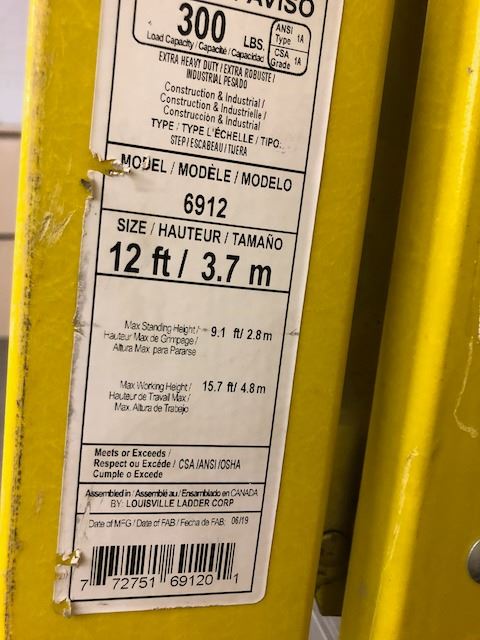 AVISO
300 LBS.
Load Capacity / Capacité / Capacidad
ANSI
Type 1A
CSA
Grade 1A
EXTRA HEAVY DUTY / EXTRA ROBUSTE /
INDUSTRIAL PESADO
Construction & Industrial /
Construction & Industrielle /
Construcción & Industrial
TYPE / TYPE L'ÉCHELLE / TIPO:
STEP / ESCABEAU / TIJERA
MODEL / MODÈLE / MODELO
6912
SIZE / HAUTEUR / TAMAÑO
12 ft / 3.7 m
Max Standing Height / 9.1 ft/ 2.8 m
Hauteur Max de Grimpage /
Altura Max para Pararse
Max Working Height / 15.7 ft/ 4.8 m
Hauteur de Travail Max /
Max. Altura de Trabajo
Meets or Exceeds /
Respect ou Excéde / CSA /ANSI /OSHA
Cumple o Excede
Assembled in / Assemblé au / Ensamblado en CANADA
BY: LOUISVILLE LADDER CORP
Date of MFG / Date of FAB / Fecha de FAB: 06/19
7 72751 69120 1